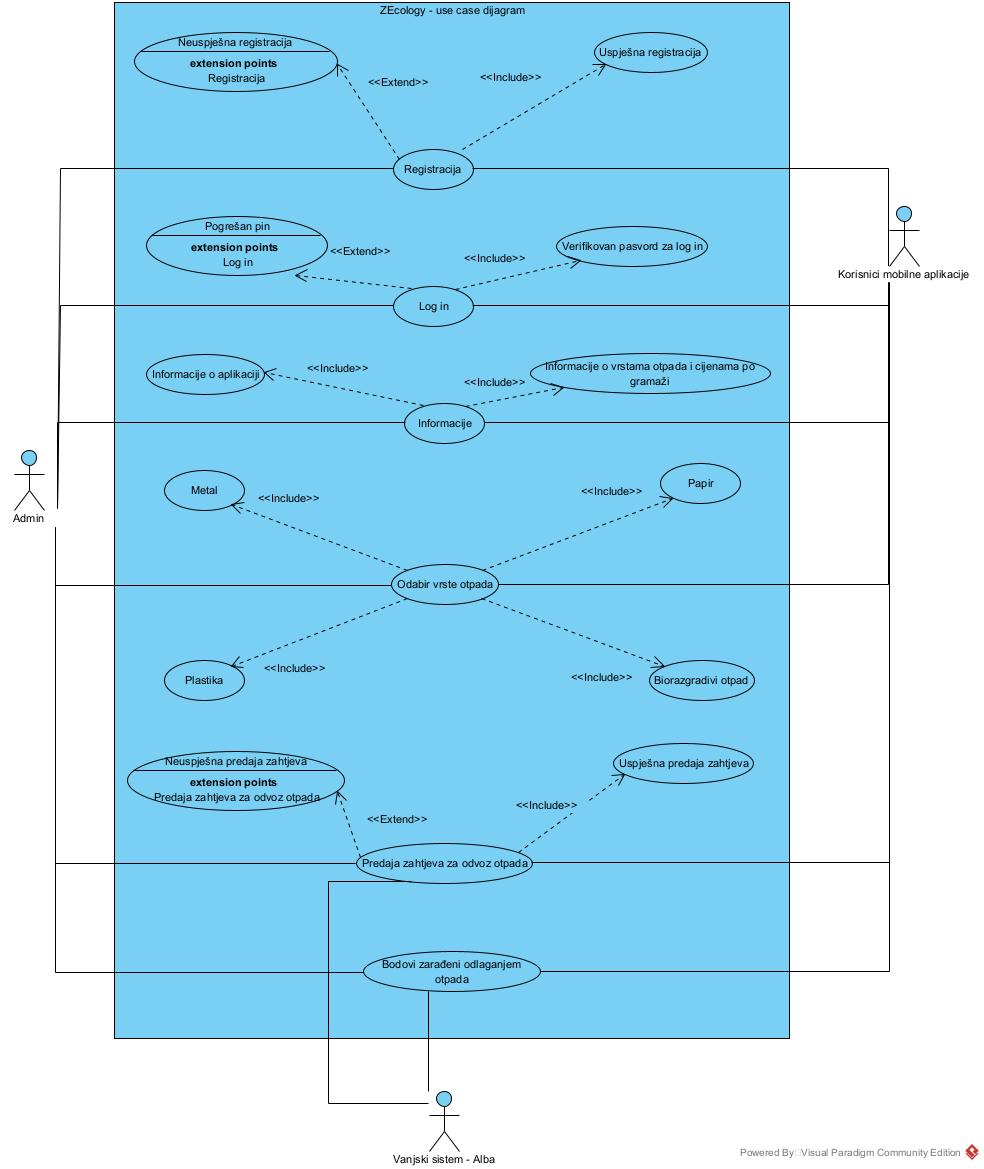 ZEcology - use case dijagram
Neuspješna registracija
extension points
Registracija
<<Extend>>
<<Include>>
Uspješna registracija
Registracija
Pogrešan pin
extension points
Log in
<<Extend>>
<<Include>>
Verifikovan pasvord za log in
Log in
Korisnici mobilne aplikacije
Informacije o aplikaciji
<<Include>>
<<Include>>
Informacije o vrstama otpada i cijenama po
gramaži
Informacije
Admin
Metal
<<Include>>
<<Include>>
Papir
Odabir vrste otpada
Plastika
<<Include>>
<<Include>>
Biorazgradivi otpad
Neuspješna predaja zahtjeva
extension points
Predaja zahtjeva za odvoz otpada
<<Extend>>
<<Include>>
Uspješna predaja zahtjeva
Predaja zahtjeva za odvoz otpada
Bodovi zarađeni odlaganjem
otpada
Vanjski sistem - Alba
Powered By Visual Paradigm Community Edition